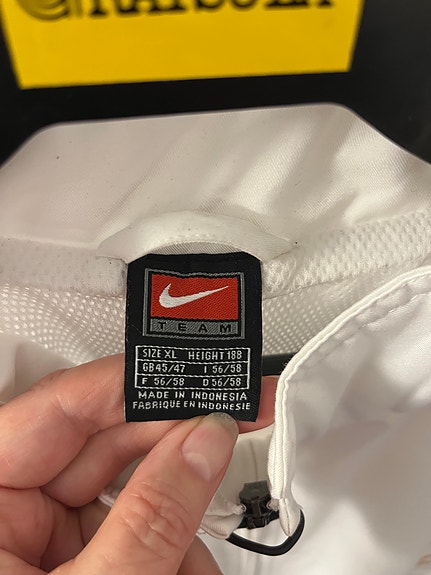 TEAM
SIZE XL HEIGHT 188
GB 45/47 I 56/58
F 56/58 D 56/58
MADE IN INDONESIA
FABRIQUE EN INDONESIE